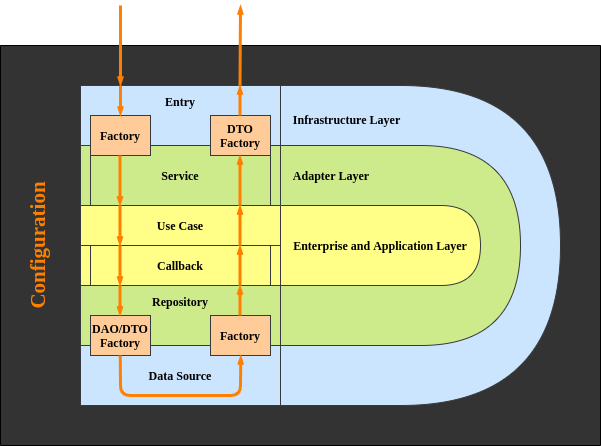 Entry
Infrastructure Layer
Factory
DTO
Factory
Service
Adapter Layer
Configuration
Use Case
Enterprise and Application Layer
Callback
Repository
DAO/DTO
Factory
Factory
Data Source